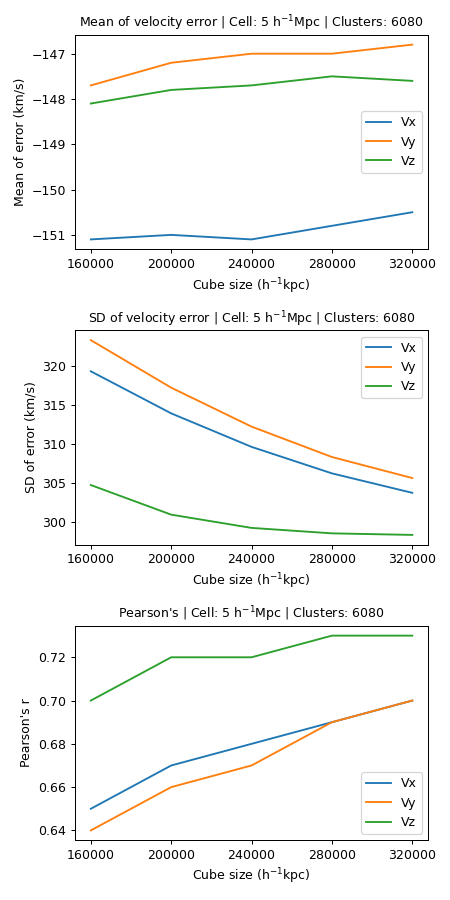 Mean of velocity error | Cell: 5 h⁻¹Mpc | Clusters: 6080
Mean of error (km/s)
−147
−148
−149
−150
−151
Vx
Vy
Vz
160000 200000 240000 280000 320000
Cube size (h⁻¹kpc)
SD of velocity error | Cell: 5 h⁻¹Mpc | Clusters: 6080
SD of error (km/s)
320
315
310
305
300
Vx
Vy
Vz
160000 200000 240000 280000 320000
Cube size (h⁻¹kpc)
Pearson's | Cell: 5 h⁻¹Mpc | Clusters: 6080
Pearson's r
0.72
0.70
0.68
0.66
0.64
Vx
Vy
Vz
160000 200000 240000 280000 320000
Cube size (h⁻¹kpc)